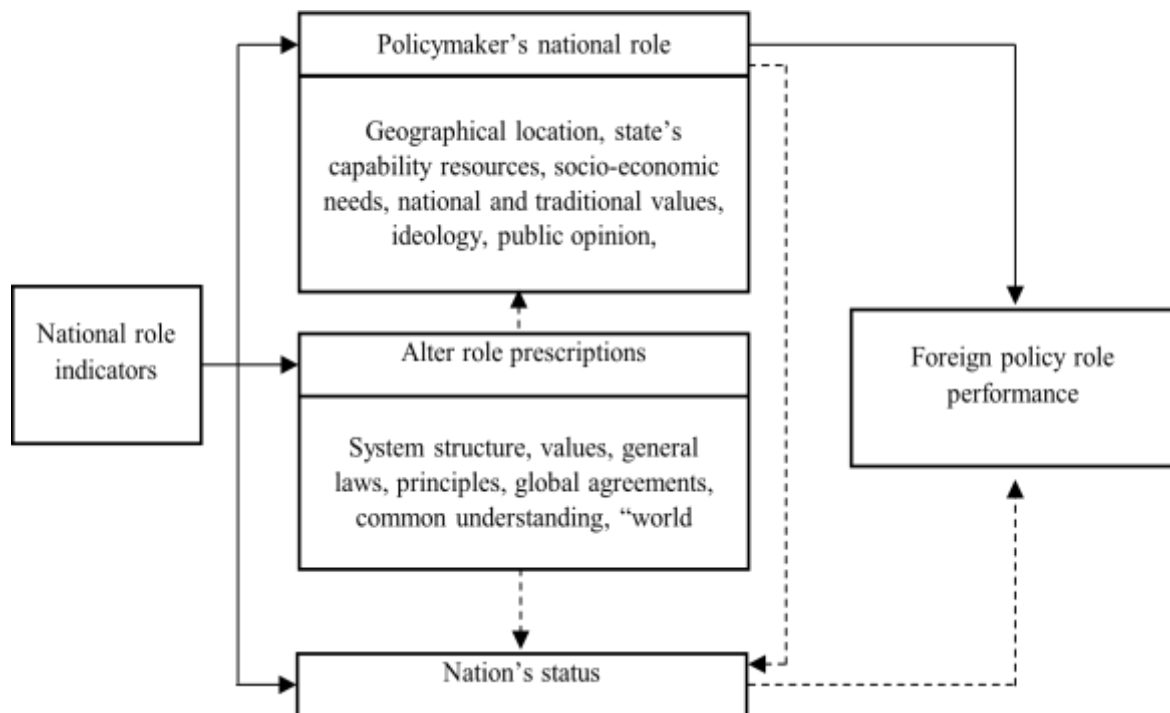 Policymaker's national role
Geographical location, state's
capability resources, socio-economic
needs, national and traditional values,
ideology, public opinion,
National role
indicators
Alter role prescriptions
System structure, values, general
laws, principles, global agreements,
common understanding, “world
Foreign policy role
performance
Nation's status